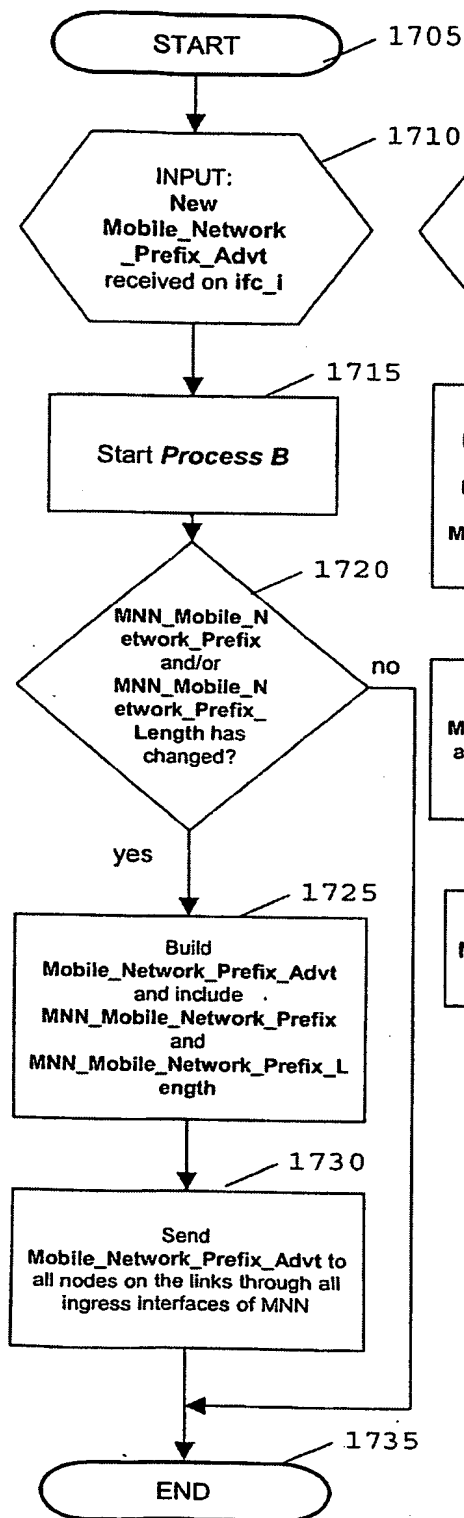 START
1705
1710
INPUT:
New
Mobile_Network
_Prefix_Advt
received on ifc_i
1715
Start Process B
1720
MNN_Mobile_N
etwork_Prefix
and/or
MNN_Mobile_N
etwork_Prefix_
Length has
changed?
no
yes
1725
Build
Mobile_Network_Prefix_Advt
and include
MNN_Mobile_Network_Prefix
and
MNN_Mobile_Network_Prefix_L
ength
1730
Send
Mobile_Network_Prefix_Advt to
all nodes on the links through all
ingress interfaces of MNN
1735
END